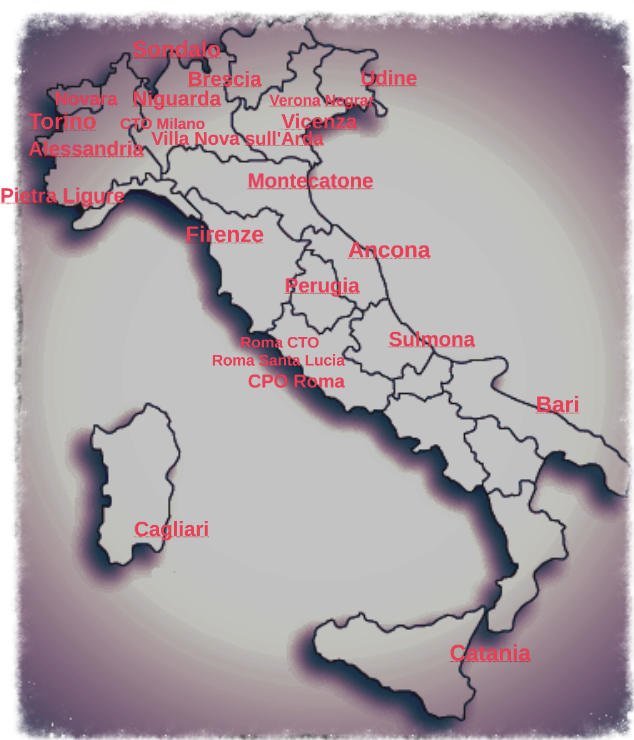 Sondalo
Brescia
Udine
Novara
Niguarda
Verona Negrar
Torino
CTO Milano
Vicenza
Villa Nova sull'Arda
Alessandria
Montecatone
Pietra Ligure
Firenze
Ancona
Perugia
Sulmona
Roma CTO
Roma Santa Lucia
CPO Roma
Bari
Cagliari
Catania